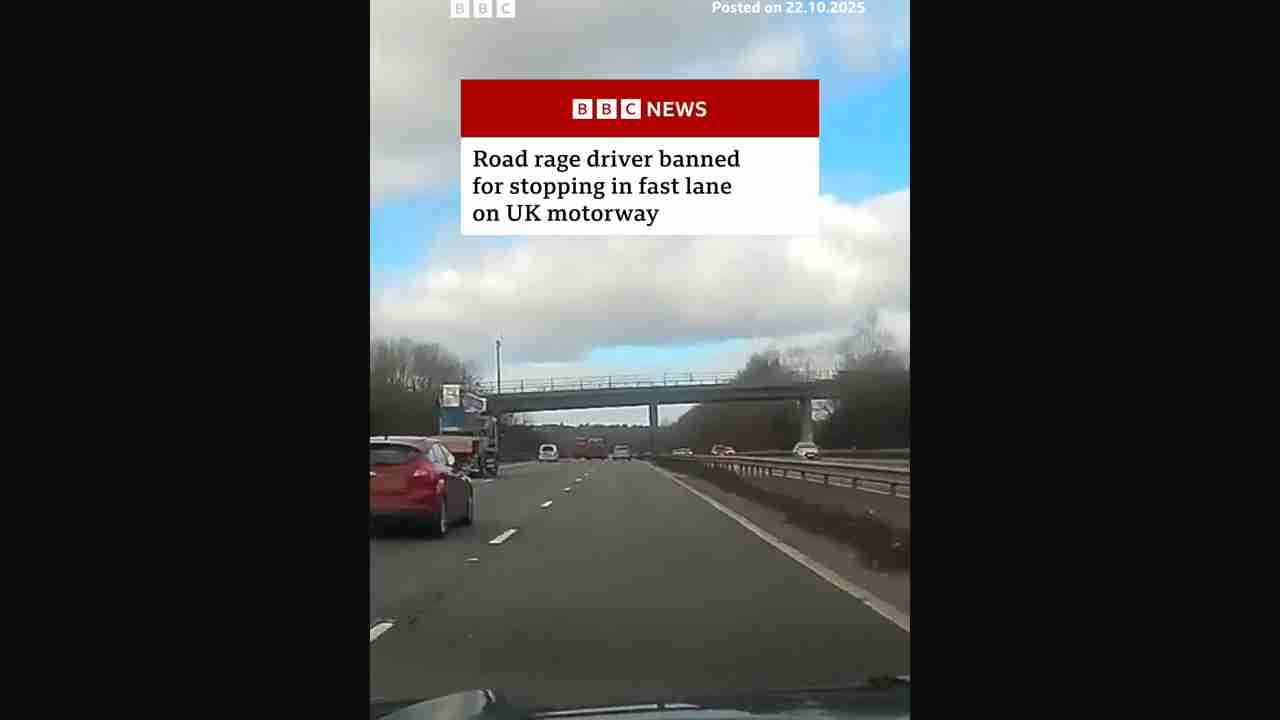 BBC
Posted on 22.10.2025
BBC NEWS
Road rage driver banned
for stopping in fast lane
on UK motorway